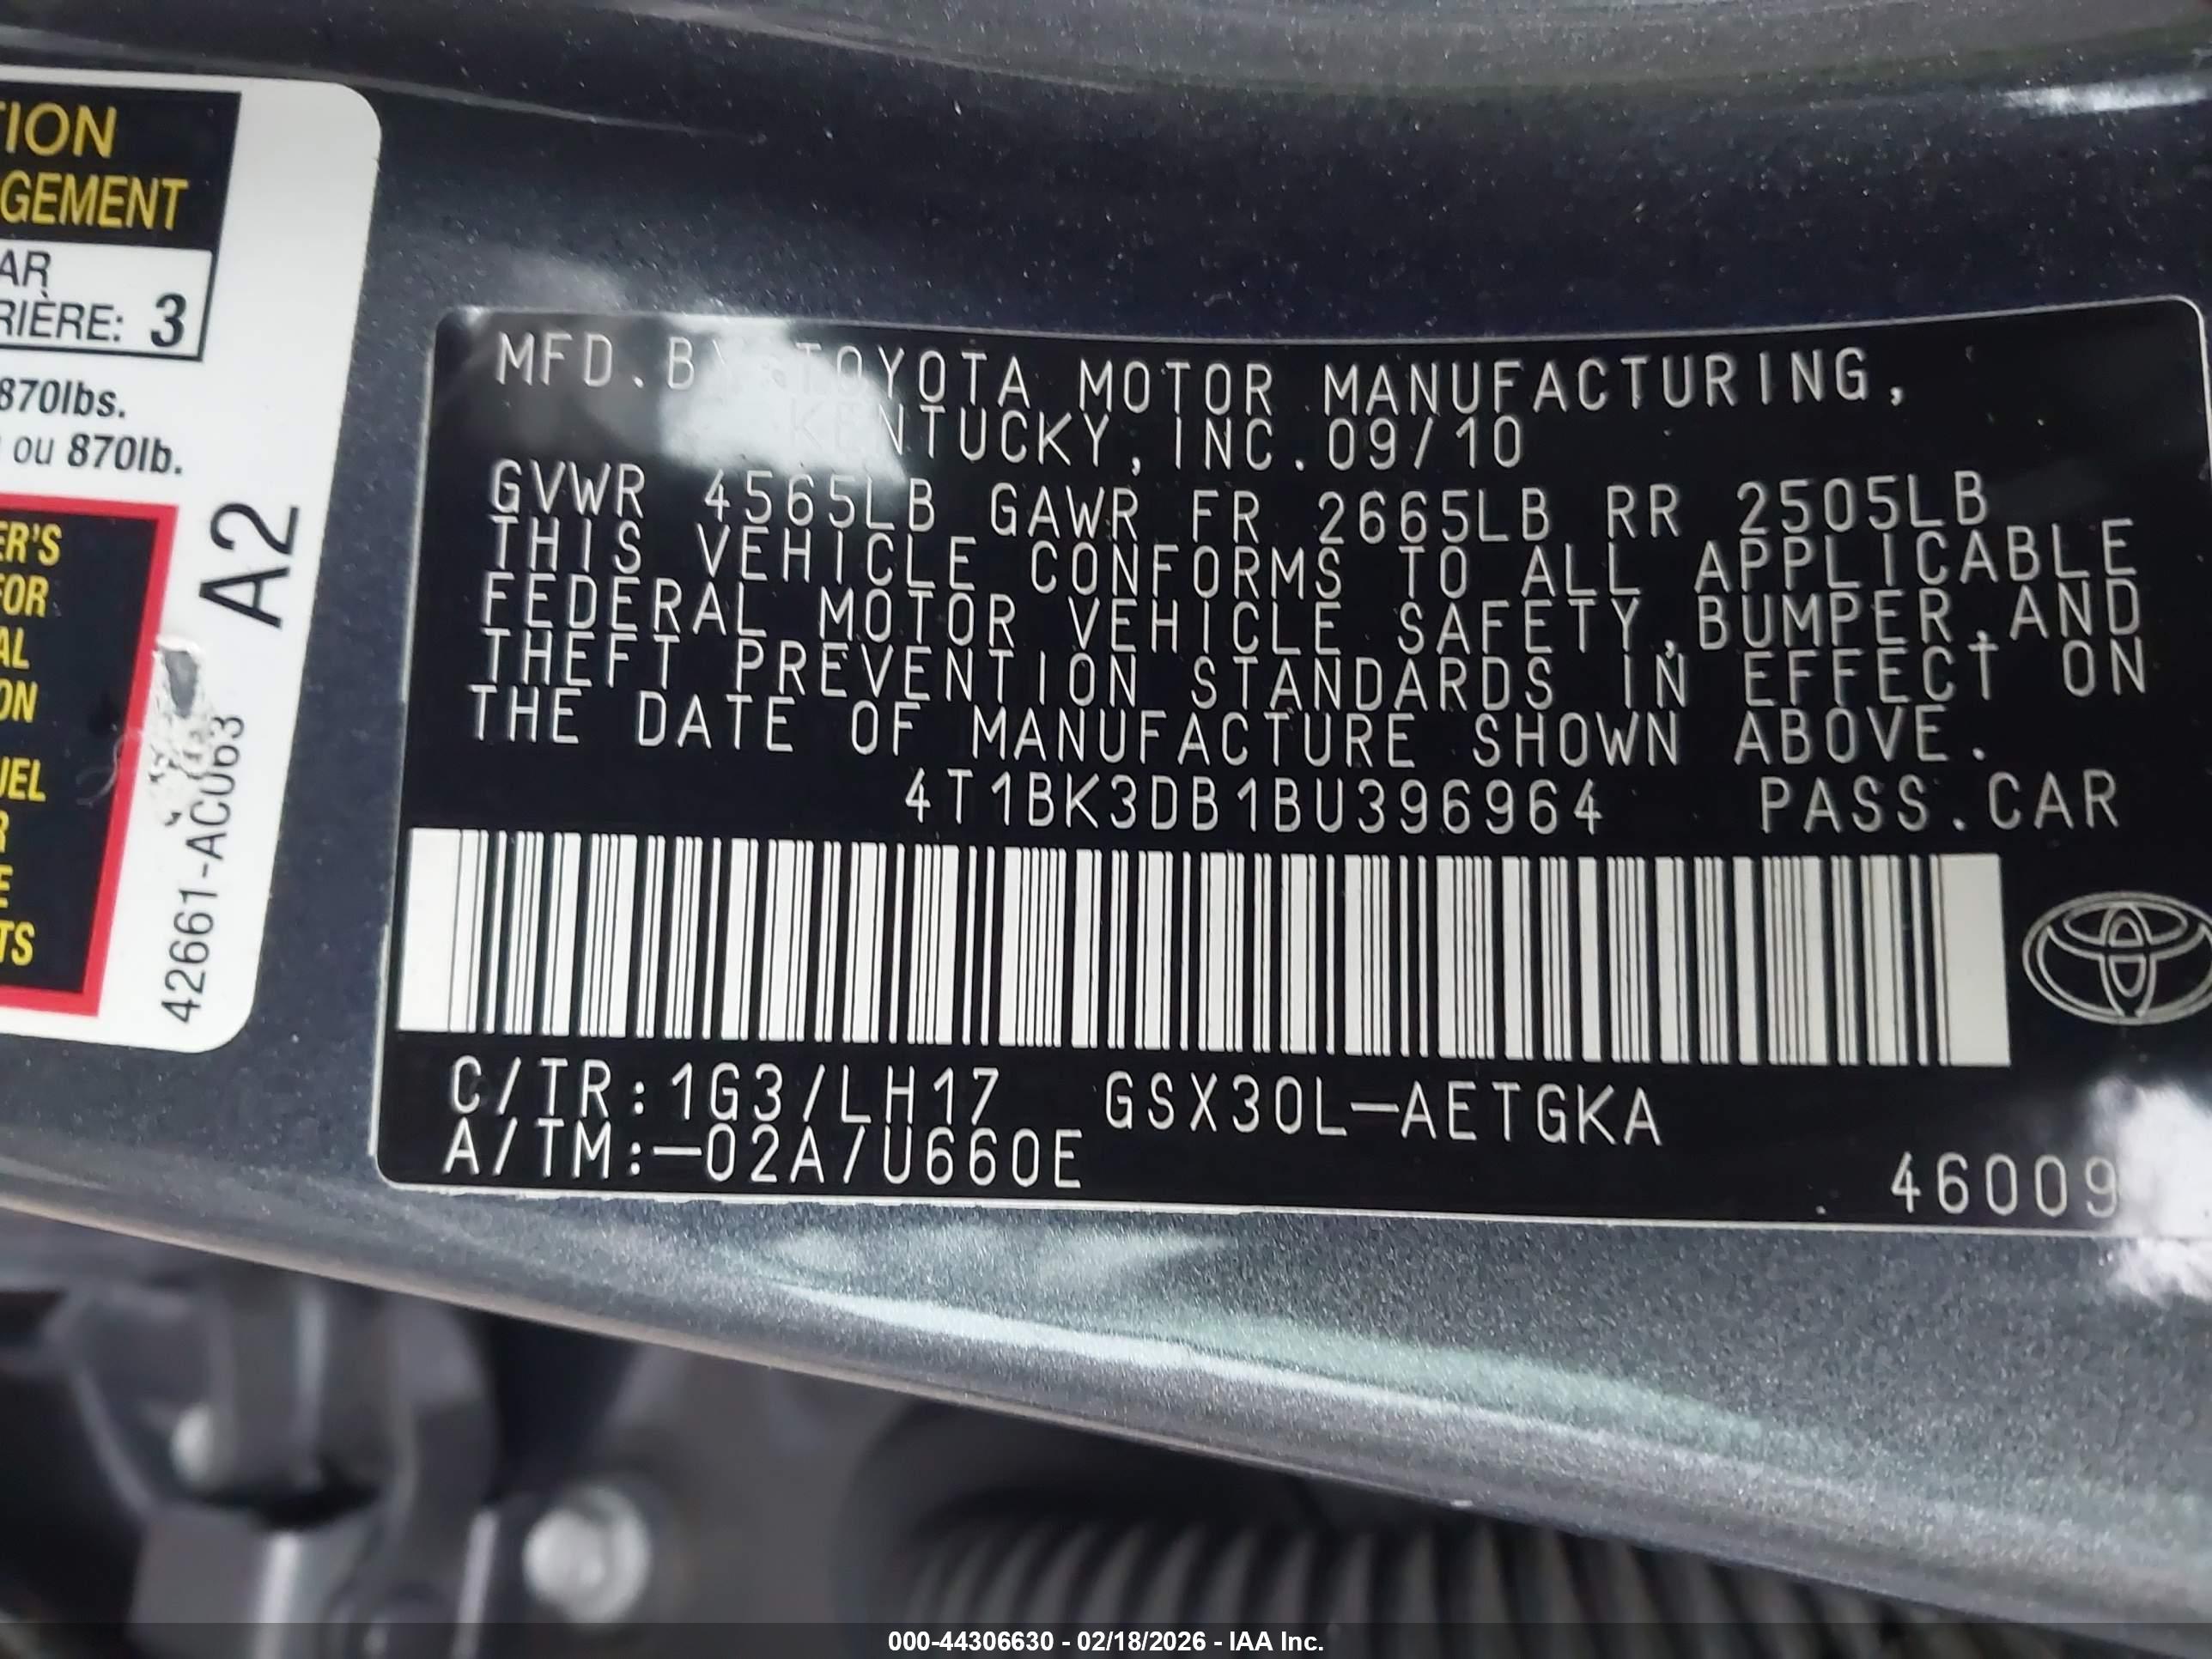 TION
GEMENT
AR
RIÈRE: 3
870lbs.
ou 870lb.
ER'S
FOR
AL
ON
UEL
R
E
TS
A2
42661-ACU63
MFD.BY:TOYOTA MOTOR MANUFACTURING,
KENTUCKY,INC.09/10
GVWR 4565LB GAWR FR 2665LB RR 2505LB
THIS VEHICLE CONFORMS TO ALL APPLICABLE
FEDERAL MOTOR VEHICLE SAFETY,BUMPER,AND
THEFT PREVENTION STANDARDS IN EFFECT ON
THE DATE OF MANUFACTURE SHOWN ABOVE.
4T1BK3DB1BU396964 PASS.CAR
C/TR:1G3/LH17 GSX30L-AETGKA
A/TM:-02A/U660E
46009
000-44306630 - 02/18/2026 - IAA Inc.